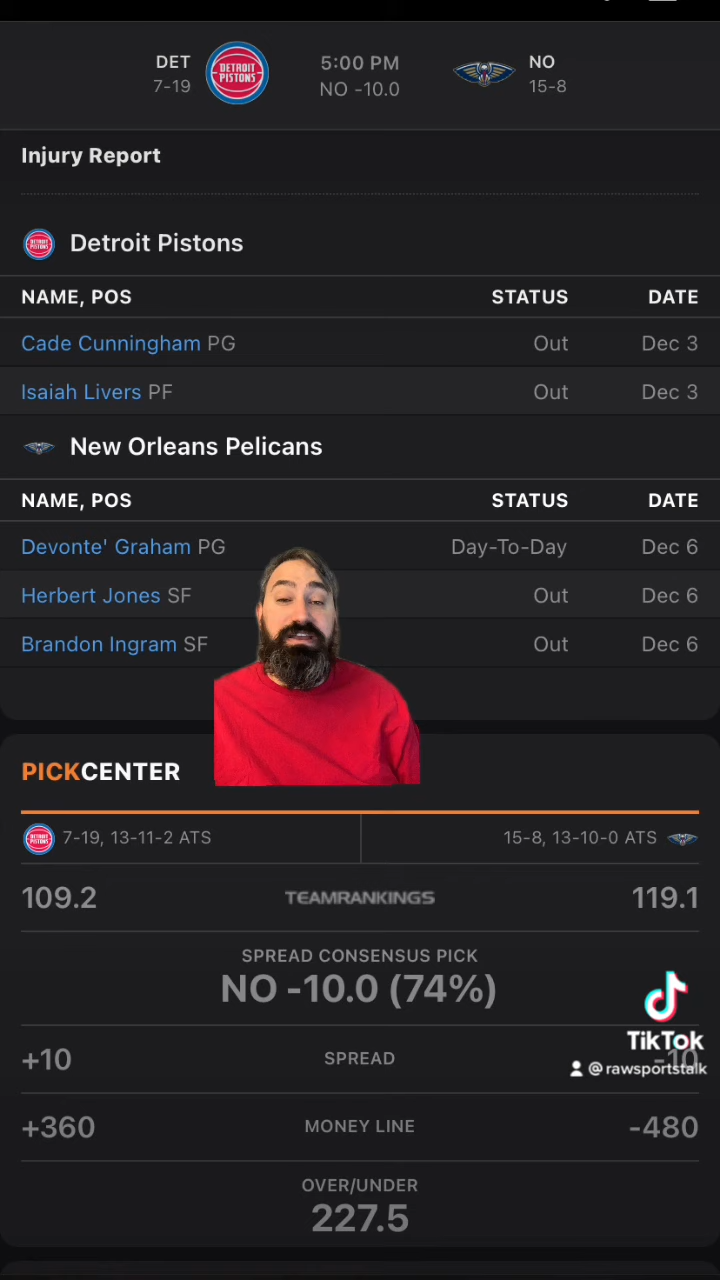 DET
7-19
DETROIT
PISTONS
5:00 PM
NO -10.0
NO
15-8
Injury Report
Detroit Pistons
NAME, POS STATUS DATE
Cade Cunningham PG Out Dec 3
Isaiah Livers PF Out Dec 3
New Orleans Pelicans
NAME, POS STATUS DATE
Devonte' Graham PG Day-To-Day Dec 6
Herbert Jones SF Out Dec 6
Brandon Ingram SF Out Dec 6
PICKCENTER
7-19, 13-11-2 ATS 15-8, 13-10-0 ATS
109.2 TEAMRANKINGS 119.1
SPREAD CONSENSUS PICK
NO -10.0 (74%)
+10 SPREAD -10
TikTok
@rawsportstalk
+360 MONEY LINE -480
OVER/UNDER
227.5